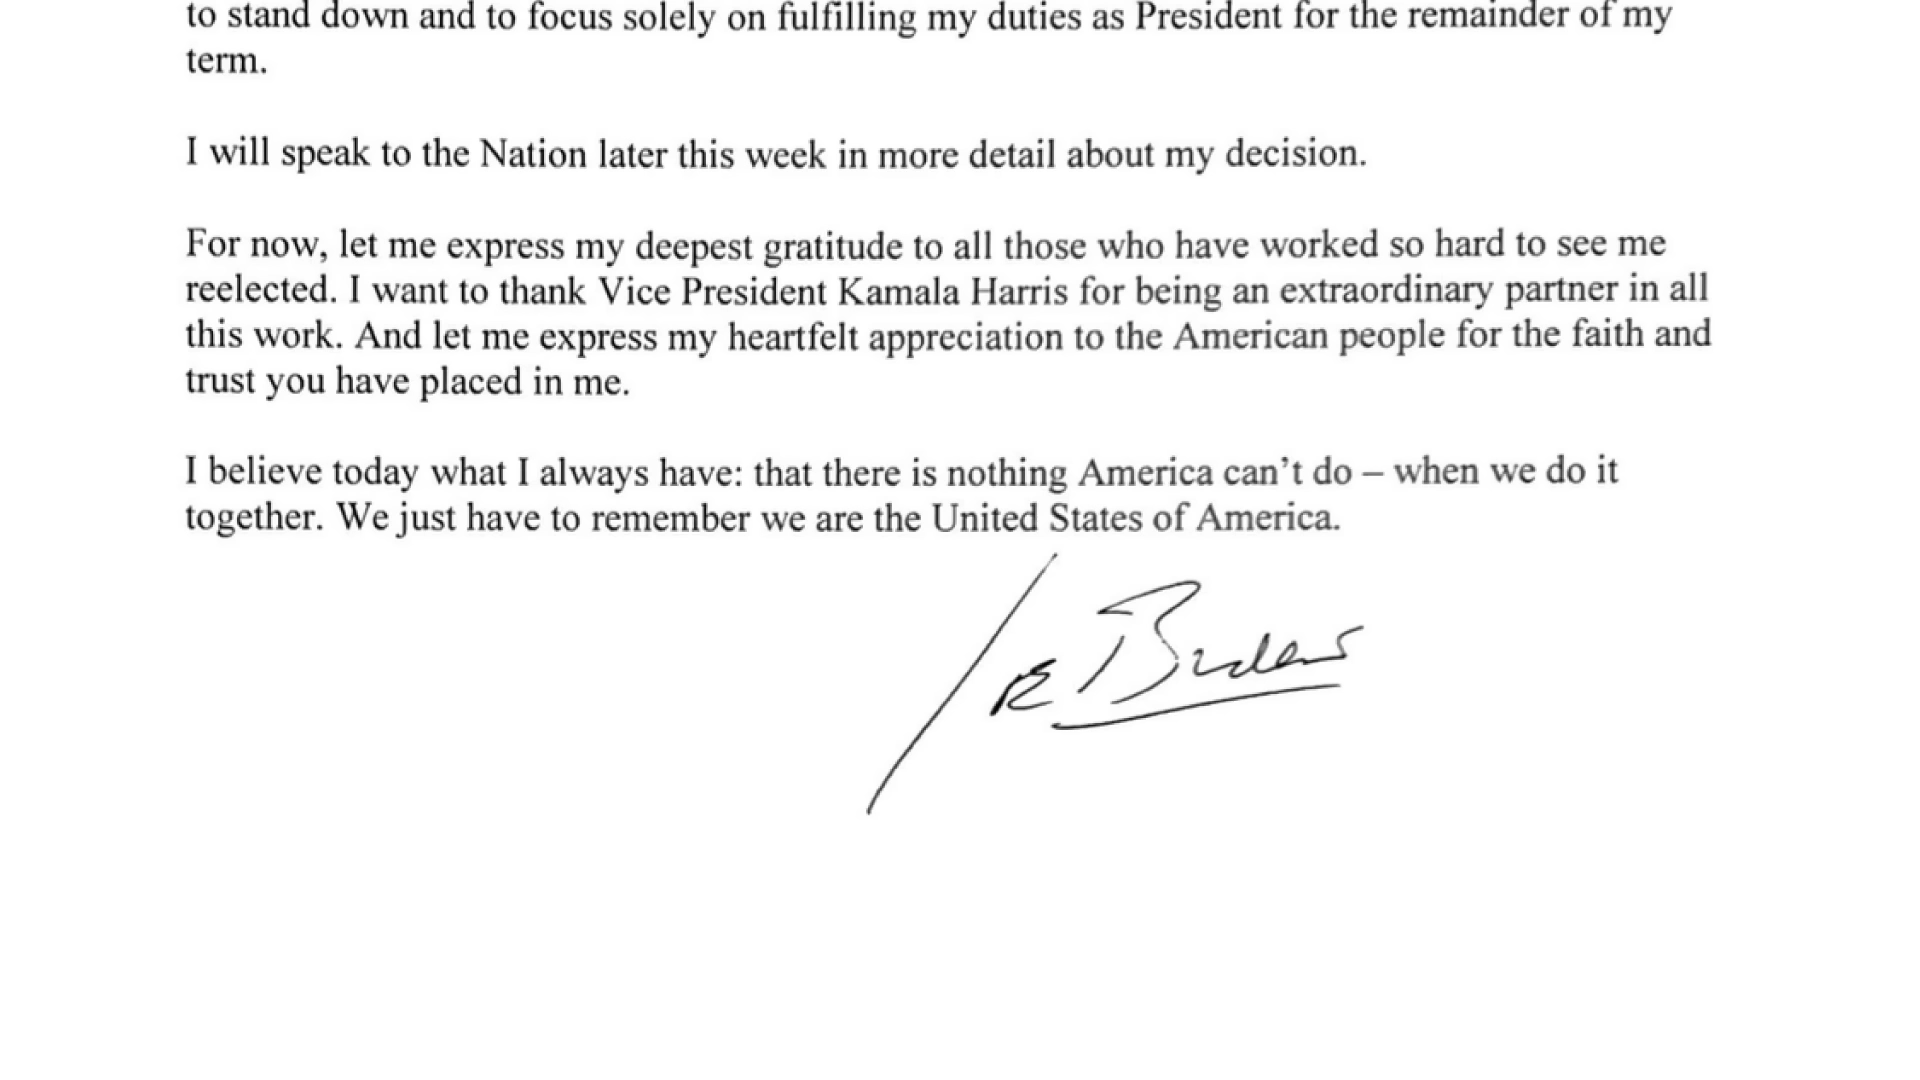 to stand down and to focus solely on fulfilling my duties as President for the remainder of my
term.
I will speak to the Nation later this week in more detail about my decision.
For now, let me express my deepest gratitude to all those who have worked so hard to see me
reelected. I want to thank Vice President Kamala Harris for being an extraordinary partner in all
this work. And let me express my heartfelt appreciation to the American people for the faith and
trust you have placed in me.
I believe today what I always have: that there is nothing America can’t do – when we do it
together. We just have to remember we are the United States of America.
Joe Biden